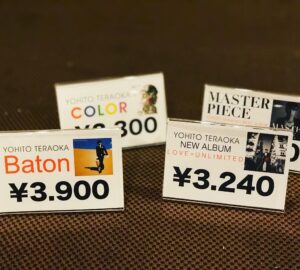 YOHITO TERAOKA
COLOR
MASTER
PIECE
YOHITO TERAOKA
Baton
¥3.900
YOHITO TERAOKA
NEW ALBUM
LOVE=UNLIMITED
¥3.240